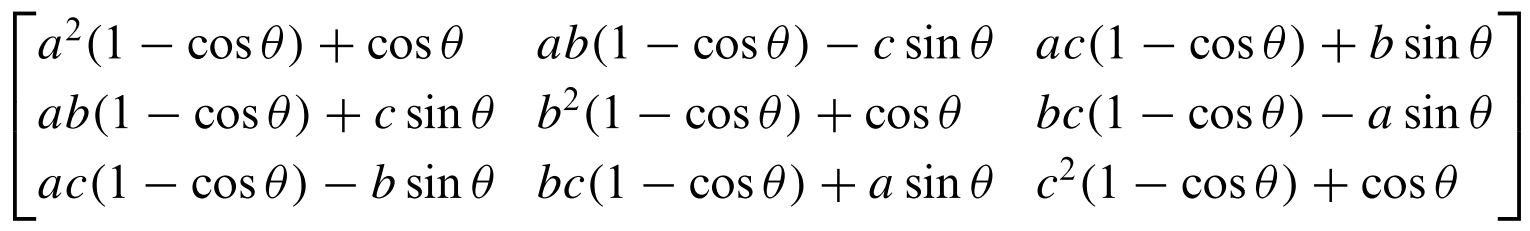 a²(1 − cos θ) + cos θ ab(1 − cos θ) − c sin θ ac(1 − cos θ) + b sin θ
ab(1 − cos θ) + c sin θ b²(1 − cos θ) + cos θ bc(1 − cos θ) − a sin θ
ac(1 − cos θ) − b sin θ bc(1 − cos θ) + a sin θ c²(1 − cos θ) + cos θ